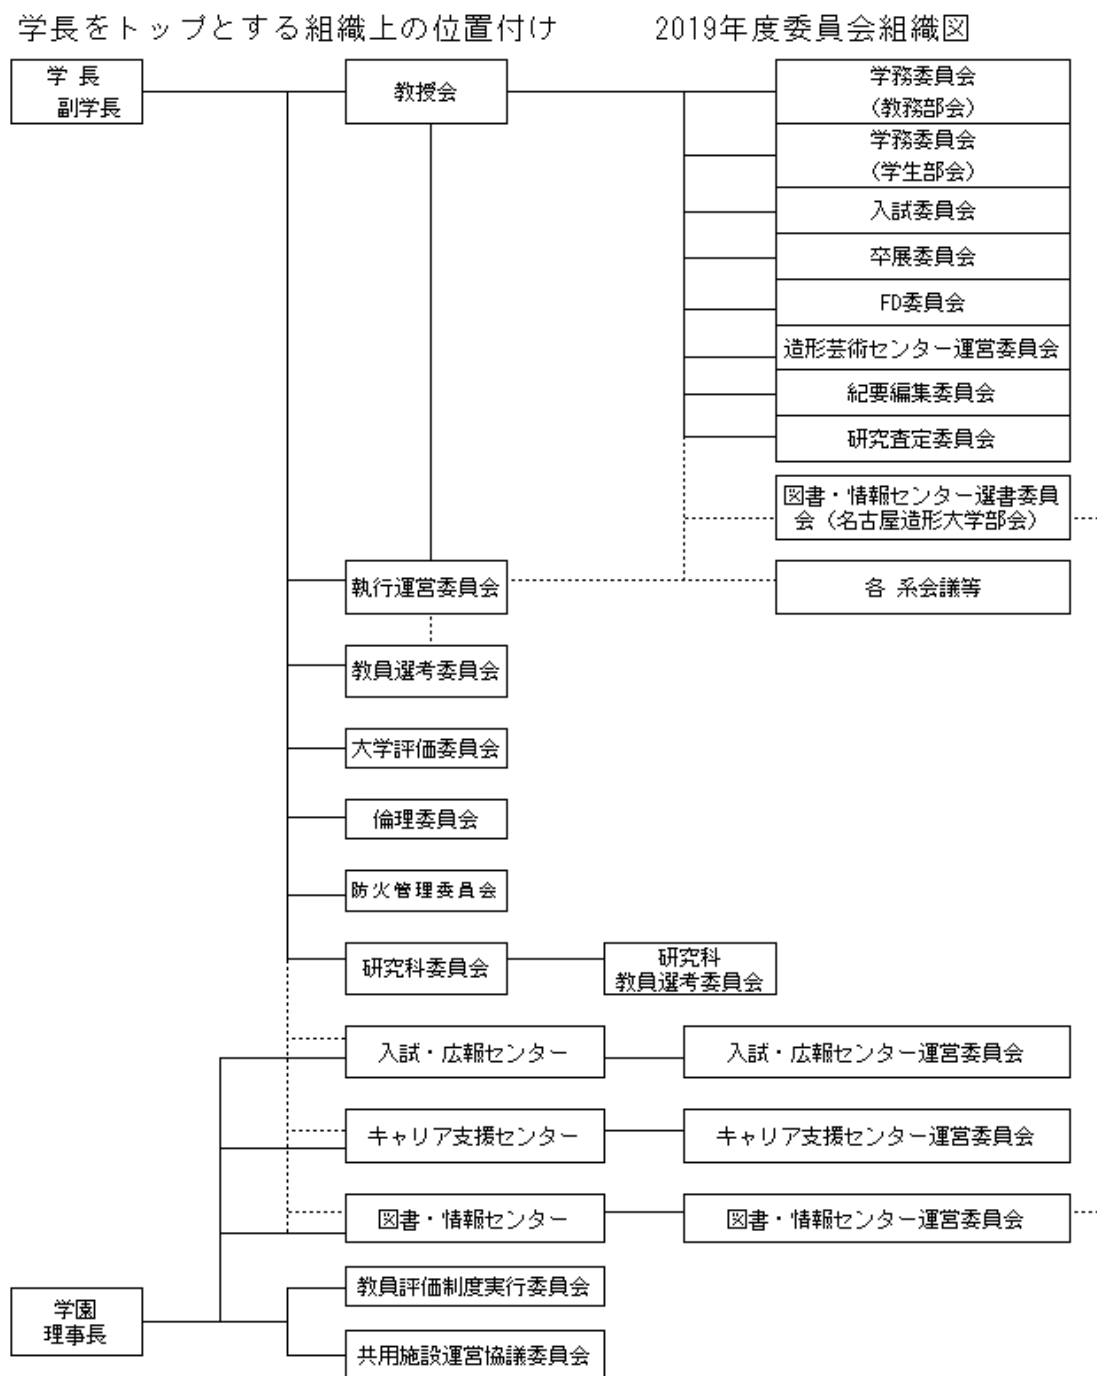 学長をトップとする組織上の位置付け
2019年度委員会組織図
学 長
副学長
教授会
学務委員会
(教務部会)
学務委員会
(学生部会)
入試委員会
卒展委員会
FD委員会
造形芸術センター運営委員会
紀要編集委員会
研究査定委員会
図書・情報センター選書委員
会(名古屋造形大学部会)
執行運営委員会
各 系会議等
教員選考委員会
大学評価委員会
倫理委員会
防火管理委員会
研究科委員会
研究科
教員選考委員会
入試・広報センター
入試・広報センター運営委員会
キャリア支援センター
キャリア支援センター運営委員会
図書・情報センター
図書・情報センター運営委員会
教員評価制度実行委員会
学園
理事長
共用施設運営協議委員会